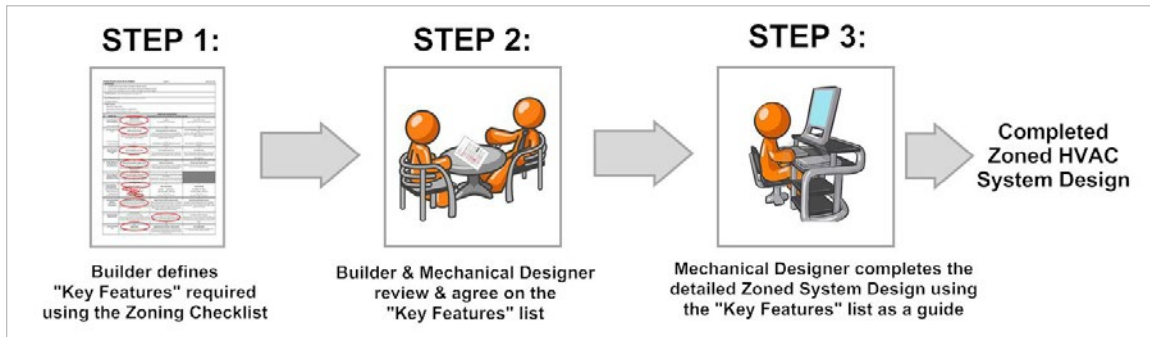 STEP 1:
Builder defines
"Key Features" required
using the Zoning Checklist
STEP 2:
Builder & Mechanical Designer
review & agree on the
"Key Features" list
STEP 3:
Mechanical Designer completes the
detailed Zoned System Design using
the "Key Features" list as a guide
Completed
Zoned HVAC
System Design